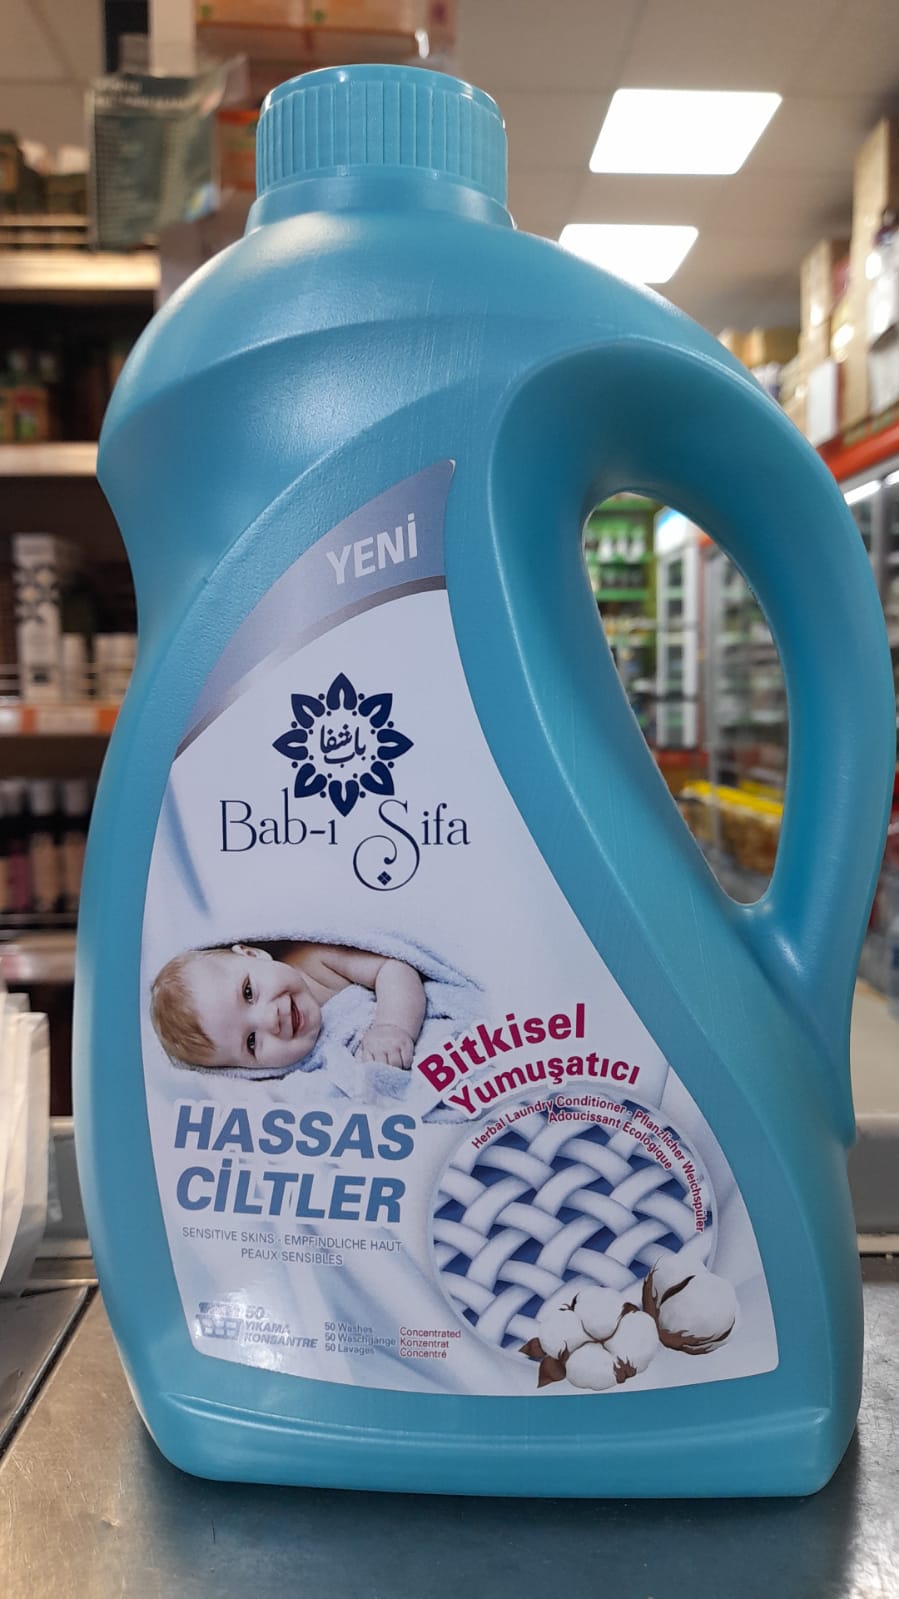 YENİ
باب شفا
Bab-ı Şifa
Bitkisel
Yumuşatıcı
Herbal Laundry Conditioner - Pflanzlicher Weichspüler
Adoucissant Écologique
HASSAS
CİLTLER
SENSITIVE SKINS - EMPFINDLICHE HAUT
PEAUX SENSIBLES
50
YIKAMA
KONSANTRE
50 Washes
50 Waschgänge
50 Lavages
Concentrated
Konzentrat
Concentré